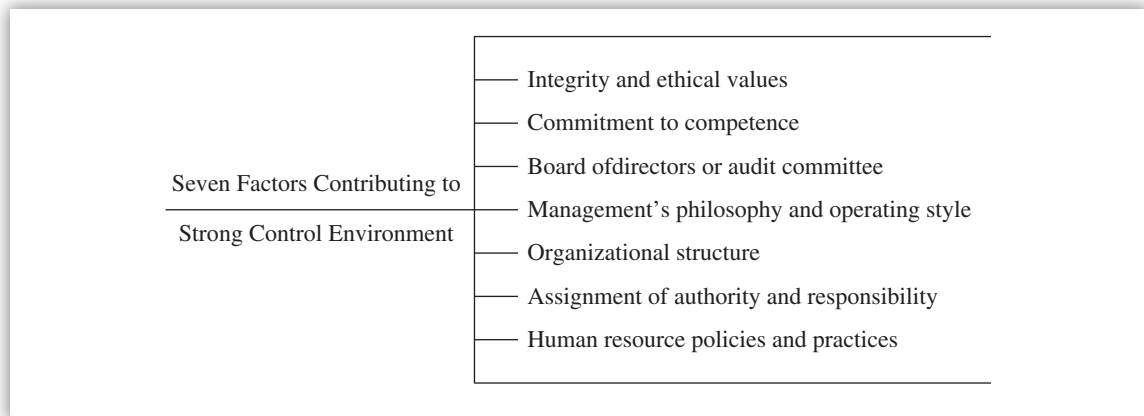 Seven Factors Contributing to
Strong Control Environment
Integrity and ethical values
Commitment to competence
Board ofdirectors or audit committee
Management’s philosophy and operating style
Organizational structure
Assignment of authority and responsibility
Human resource policies and practices